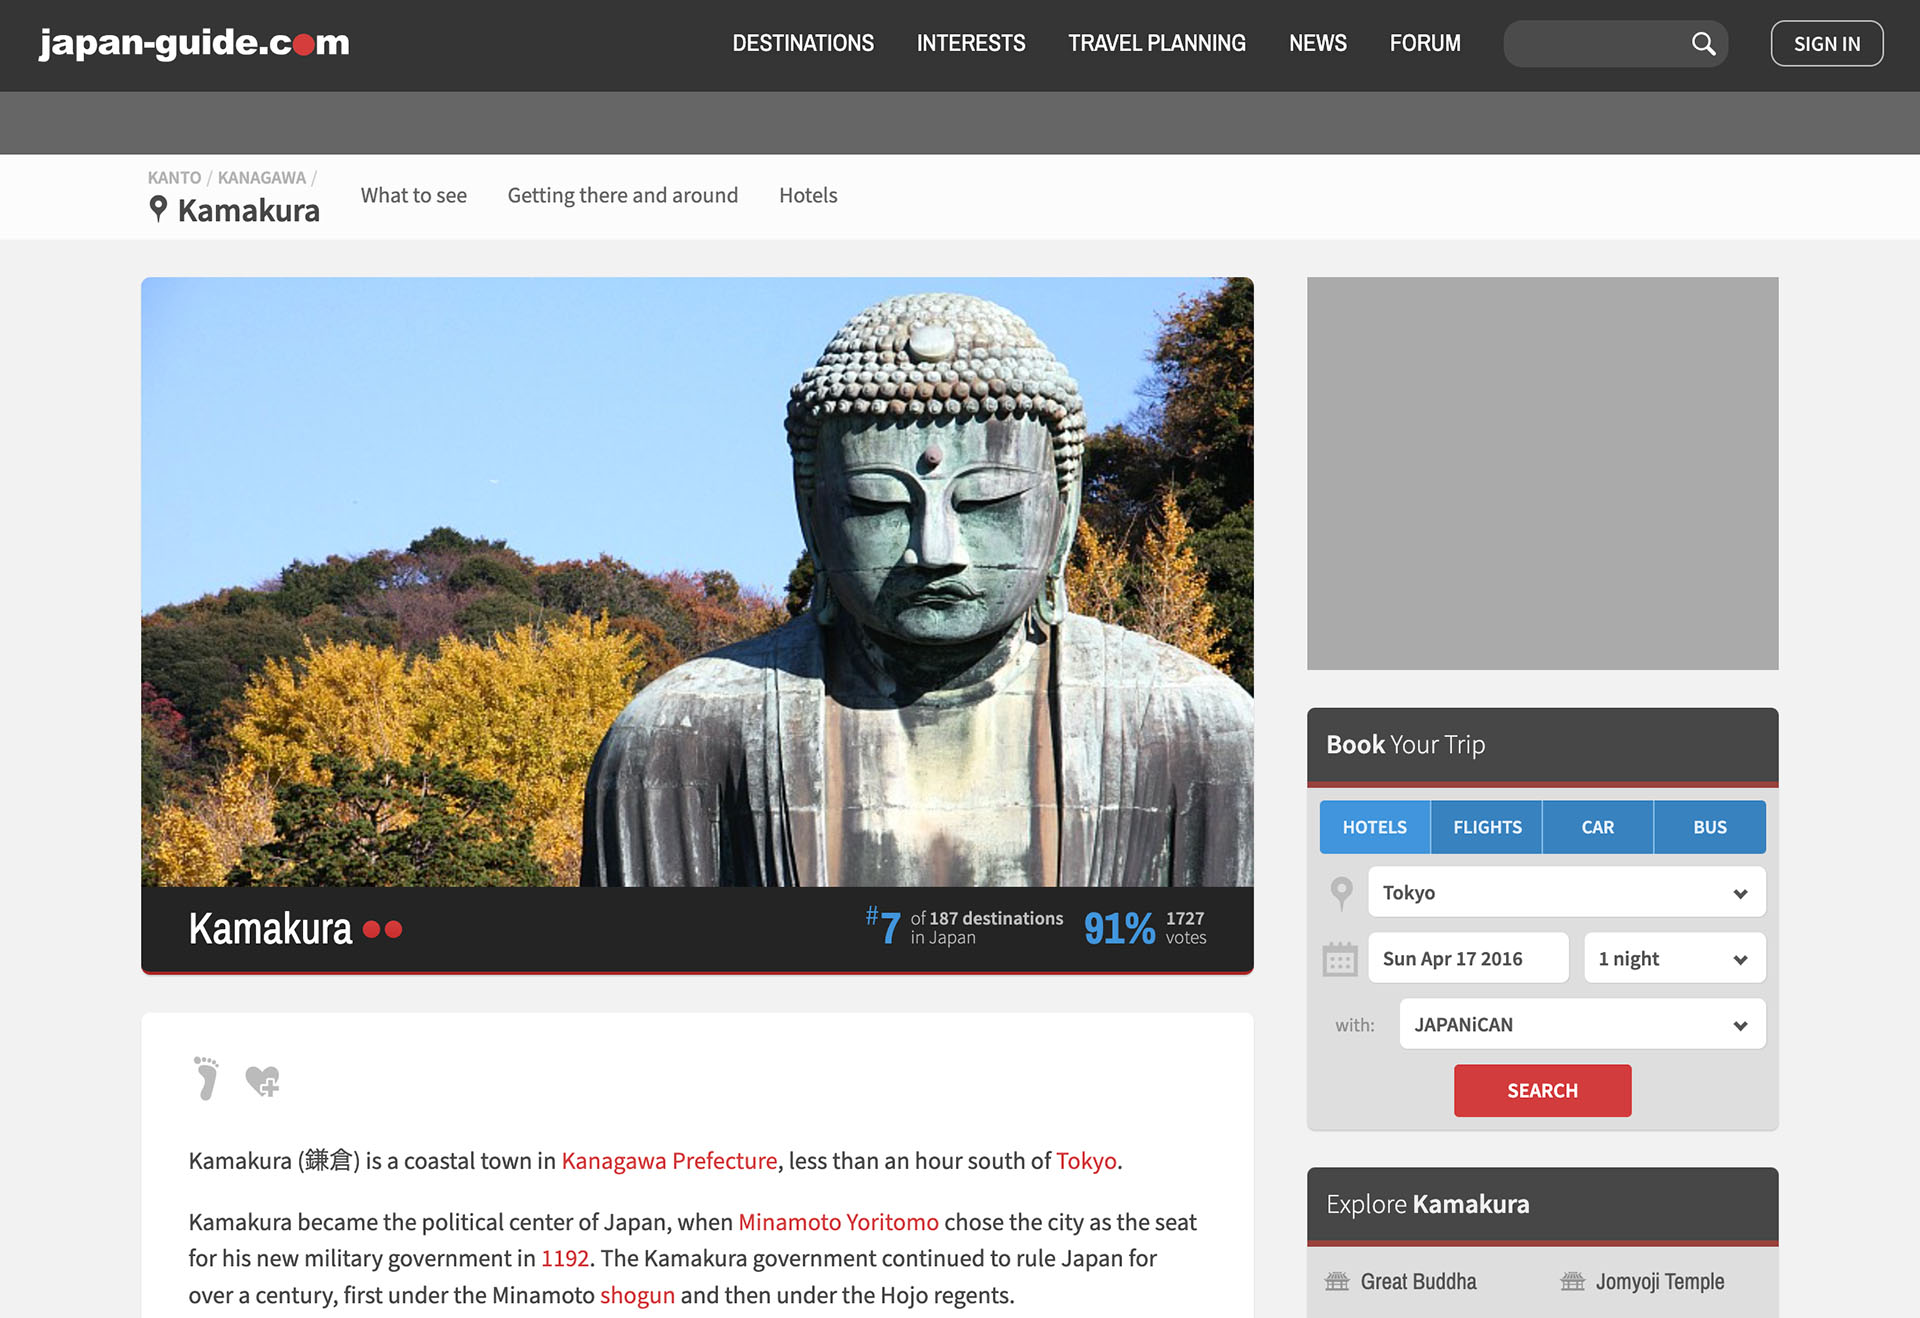 japan-guide.com
DESTINATIONS
INTERESTS
TRAVEL PLANNING
NEWS
FORUM
SIGN IN
KANTO / KANAGAWA /
Kamakura
What to see
Getting there and around
Hotels
Kamakura
#7 of 187 destinations
in Japan
91% 1727
votes
Kamakura (鎌倉) is a coastal town in Kanagawa Prefecture, less than an hour south of Tokyo.
Kamakura became the political center of Japan, when Minamoto Yoritomo chose the city as the seat
for his new military government in 1192. The Kamakura government continued to rule Japan for
over a century, first under the Minamoto shogun and then under the Hojo regents.
Book Your Trip
HOTELS
FLIGHTS
CAR
BUS
Tokyo
Sun Apr 17 2016
1 night
with:
JAPANiCAN
SEARCH
Explore Kamakura
Great Buddha
Jomyoji Temple